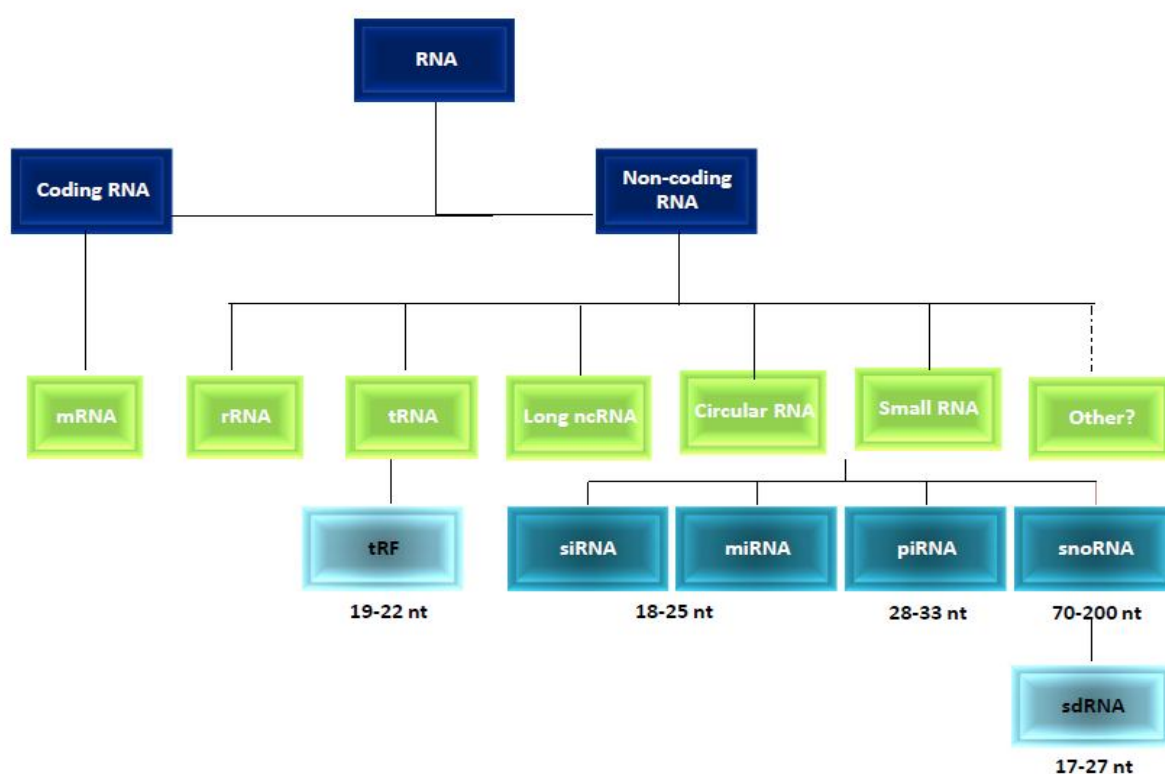 RNA
Coding RNA
Non-coding
RNA
mRNA
rRNA
tRNA
Long ncRNA
Circular RNA
Small RNA
Other?
tRF
siRNA
miRNA
piRNA
snoRNA
19-22 nt
18-25 nt
28-33 nt
70-200 nt
sdRNA
17-27 nt